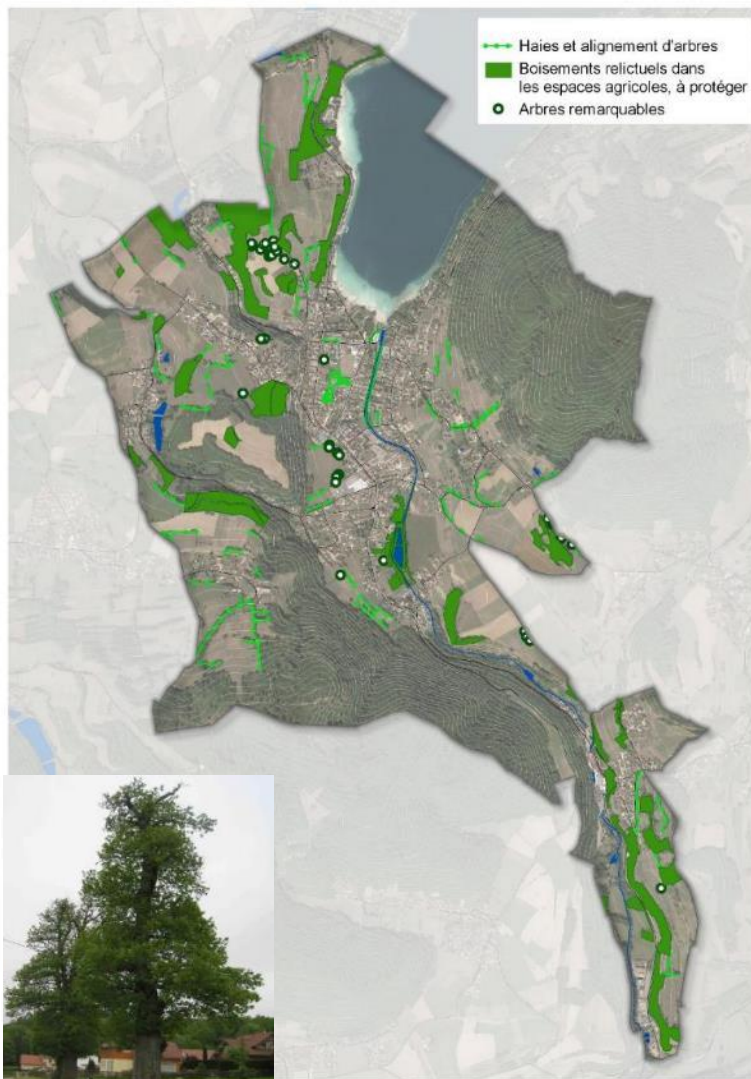 Haies et alignement d'arbres
Boisements relictuels dans
les espaces agricoles, à protéger
Arbres remarquables